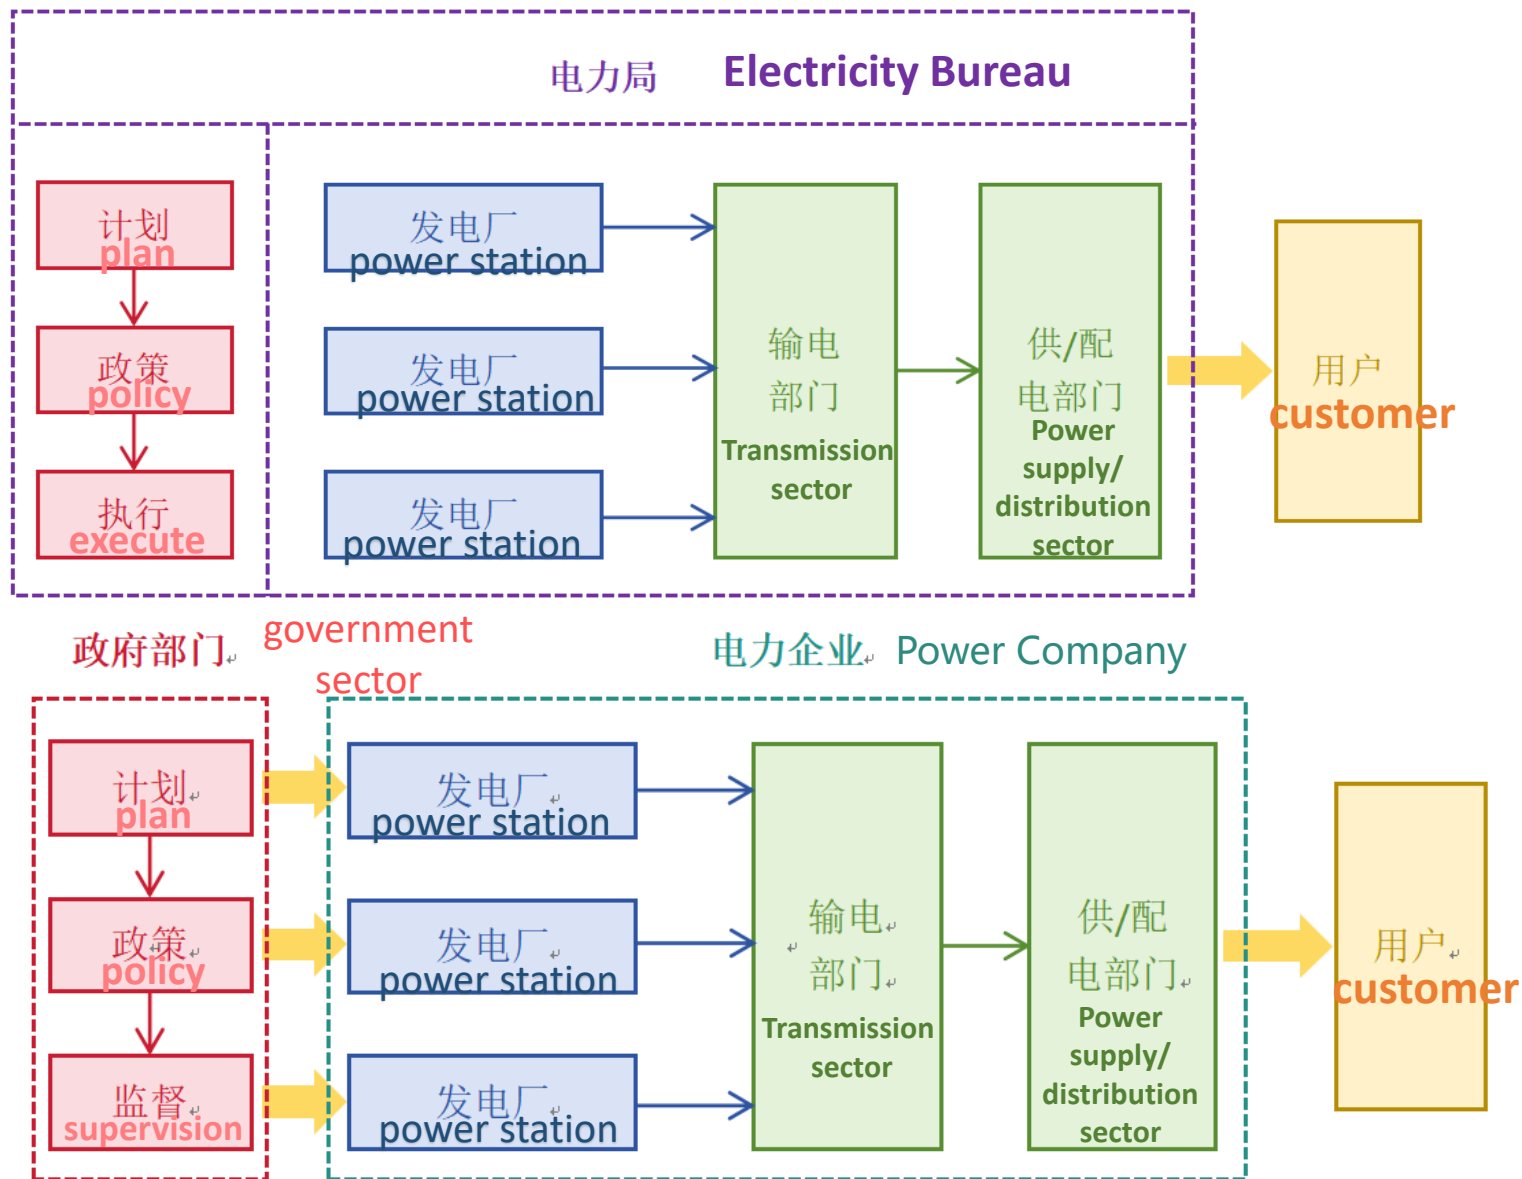 电力局 Electricity Bureau
计划
plan
政策
policy
执行
execute
发电厂
power station
发电厂
power station
发电厂
power station
输电
部门
Transmission
sector
供/配
电部门
Power
supply/
distribution
sector
用户
customer
政府部门 government
sector
电力企业 Power Company
计划
plan
政策
policy
监督
supervision
发电厂
power station
发电厂
power station
发电厂
power station
输电
部门
Transmission
sector
供/配
电部门
Power
supply/
distribution
sector
用户
customer